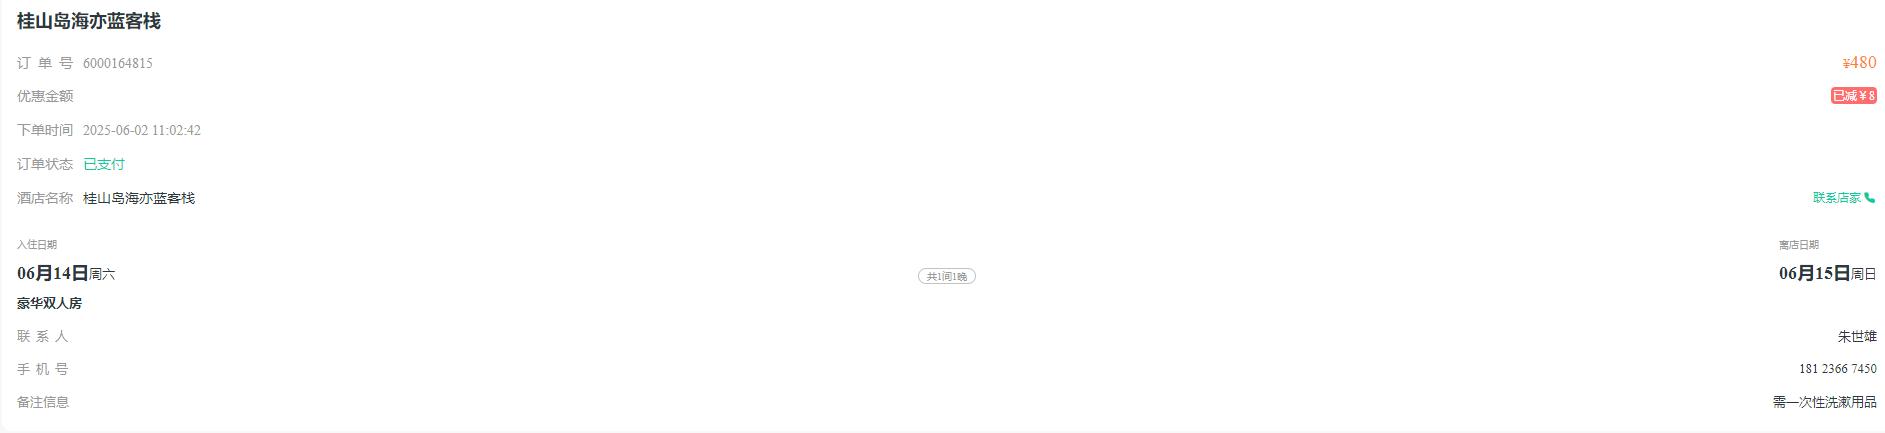 桂山岛海亦蓝客栈
订单号 6000164815 ¥480
优惠金额 已减¥8
下单时间 2025-06-02 11:02:42
订单状态 已支付
酒店名称 桂山岛海亦蓝客栈 联系店家
入住日期 离店日期
06月14日周六 共1间1晚 06月15日周日
豪华双人房
联系人 朱世雄
手机号 181 2366 7450
备注信息 需一次性洗漱用品